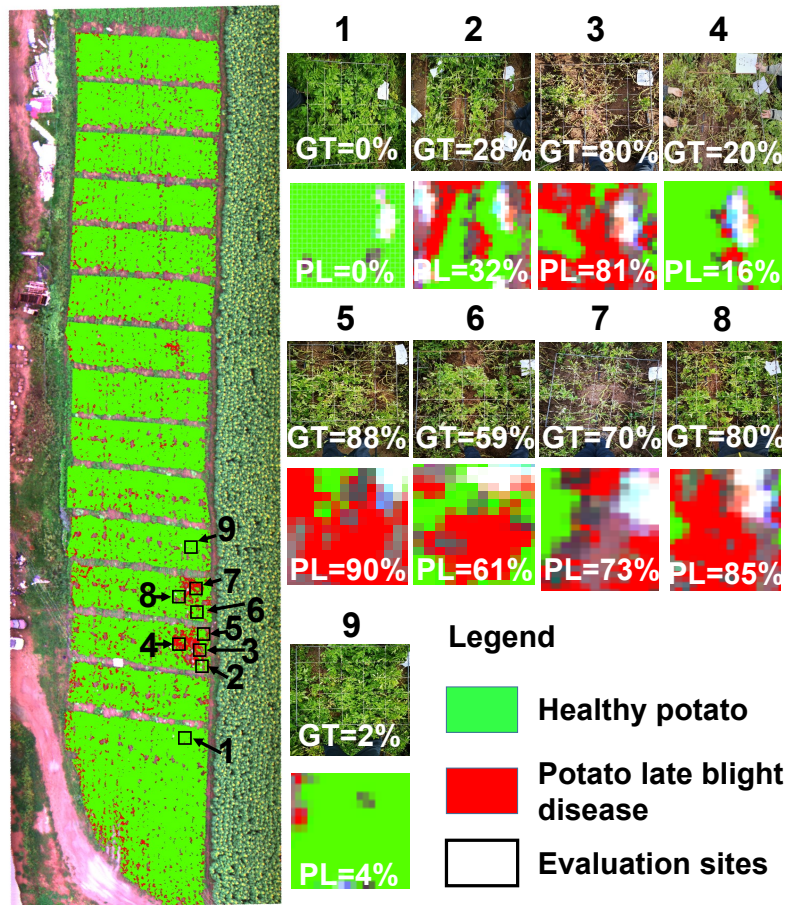 1 2 3 4
GT=0% GT=28% GT=80% GT=20%
PL=0% PL=32% PL=81% PL=16%
5 6 7 8
GT=88% GT=59% GT=70% GT=80%
PL=90% PL=61% PL=73% PL=85%
9
GT=2%
PL=4%
Legend
Healthy potato
Potato late blight
disease
Evaluation sites
9
7
8
6
5
4
3
2
1